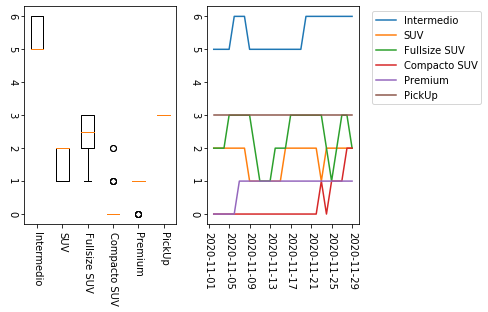 6
5
4
3
2
1
0
Intermedio
SUV
Fullsize SUV
Compacto SUV
Premium
PickUp
6
5
4
3
2
1
0
2020-11-01
2020-11-05
2020-11-09
2020-11-13
2020-11-17
2020-11-21
2020-11-25
2020-11-29
Intermedio
SUV
Fullsize SUV
Compacto SUV
Premium
PickUp